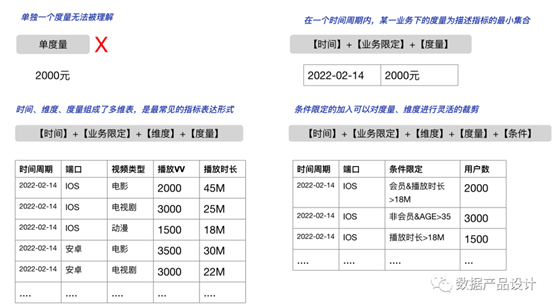 单独一个度量无法被理解
单度量
X
2000元
在一个时间周期内，某一业务下的度量为描述指标的最小集合
【时间】+【业务限定】+【度量】
2022-02-14 2000元
时间、维度、度量组成了多维表，是最常见的指标表达形式
【时间】+【业务限定】+【维度】+【度量】
时间周期 端口 视频类型 播放VV 播放时长
2022-02-14 IOS 电影 2000 45M
2022-02-14 IOS 电视剧 3000 25M
2022-02-14 IOS 动漫 1500 18M
2022-02-14 安卓 电影 3500 30M
2022-02-14 安卓 电视剧 3000 22M
.... .... .... .... ....
条件限定的加入可以对度量、维度进行灵活的裁剪
【时间】+【业务限定】+【维度】+【度量】+【条件】
时间周期 端口 条件限定 用户数
2022-02-14 IOS 会员&播放时长 2000
>18M
2022-02-14 IOS 非会员&AGE>35 3000
2022-02-14 IOS 播放时长>18M 1500
.... .... .... ....
数据产品设计